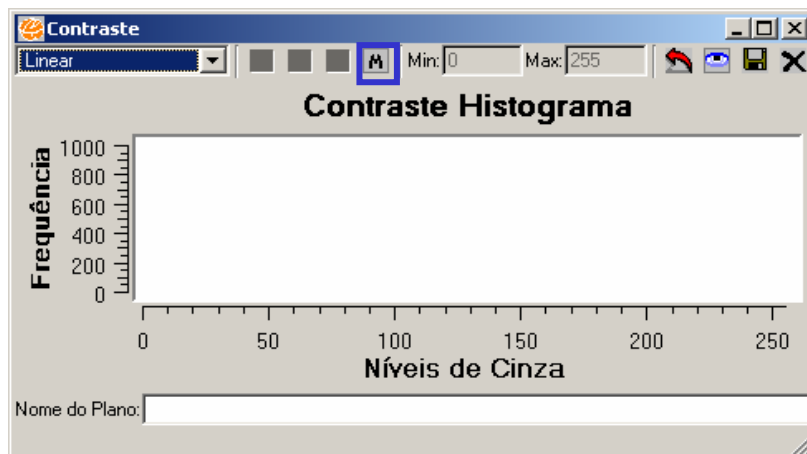 Contraste
Linear M Min: 0 Max: 255
Contraste Histograma
Frequência
1000
800
600
400
200
0
0 50 100 150 200 250
Níveis de Cinza
Nome do Plano: